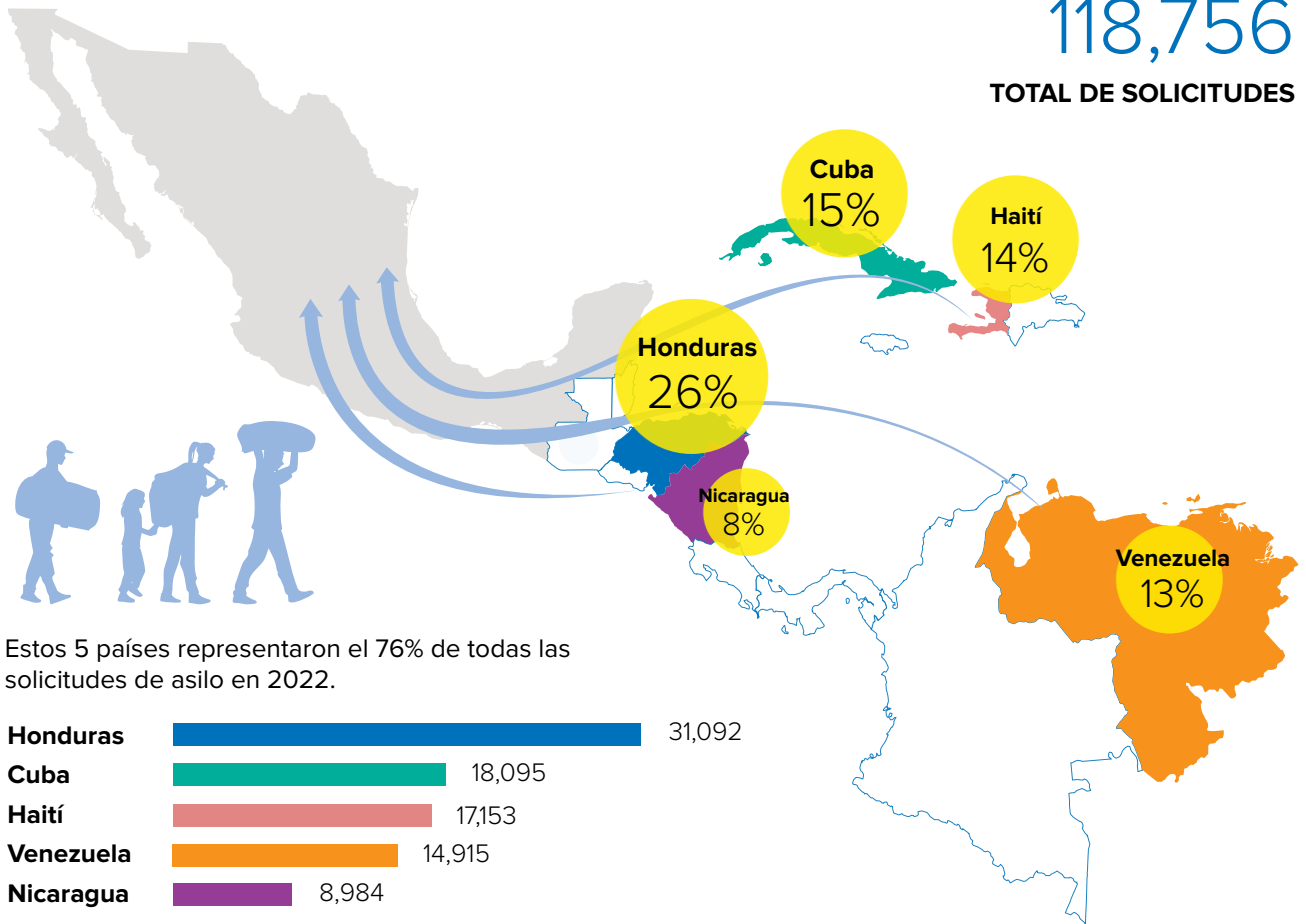 118,756
TOTAL DE SOLICITUDES
Cuba
15%
Haití
14%
Honduras
26%
Nicaragua
8%
Venezuela
13%
Estos 5 países representaron el 76% de todas las
solicitudes de asilo en 2022.
Honduras 31,092
Cuba 18,095
Haití 17,153
Venezuela 14,915
Nicaragua 8,984